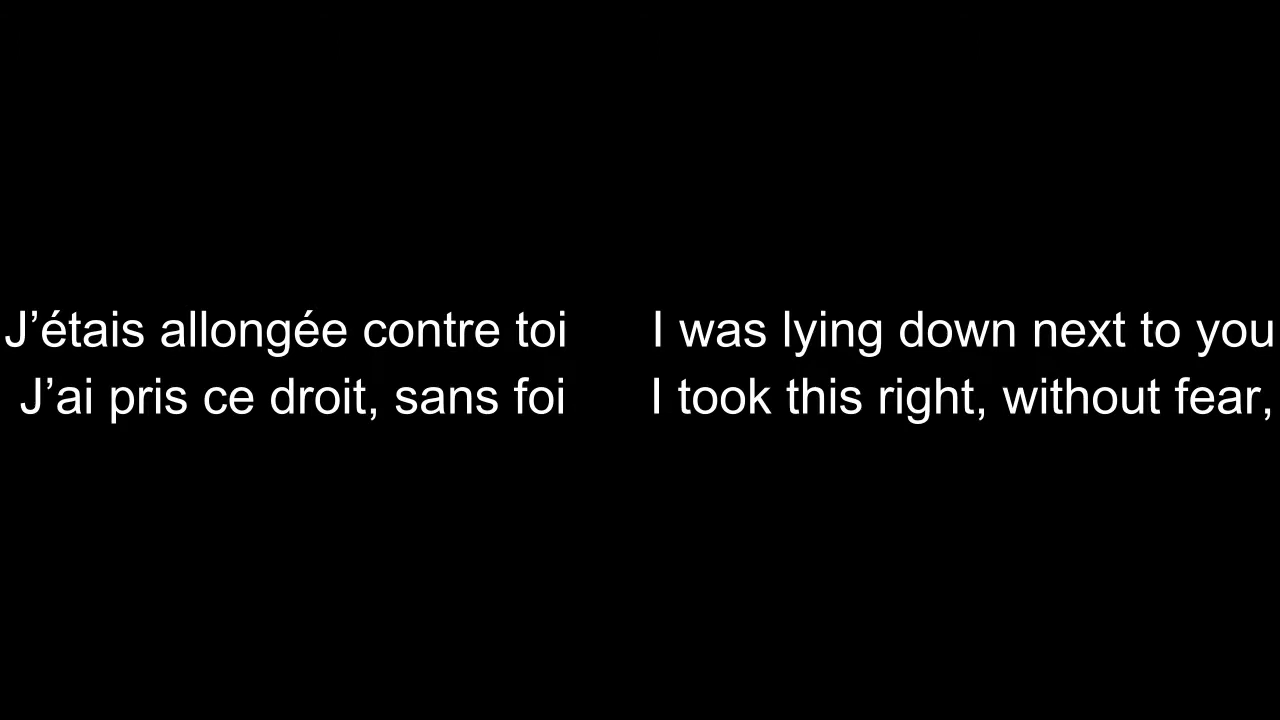 J’étais allongée contre toi
J’ai pris ce droit, sans foi
I was lying down next to you
I took this right, without fear,